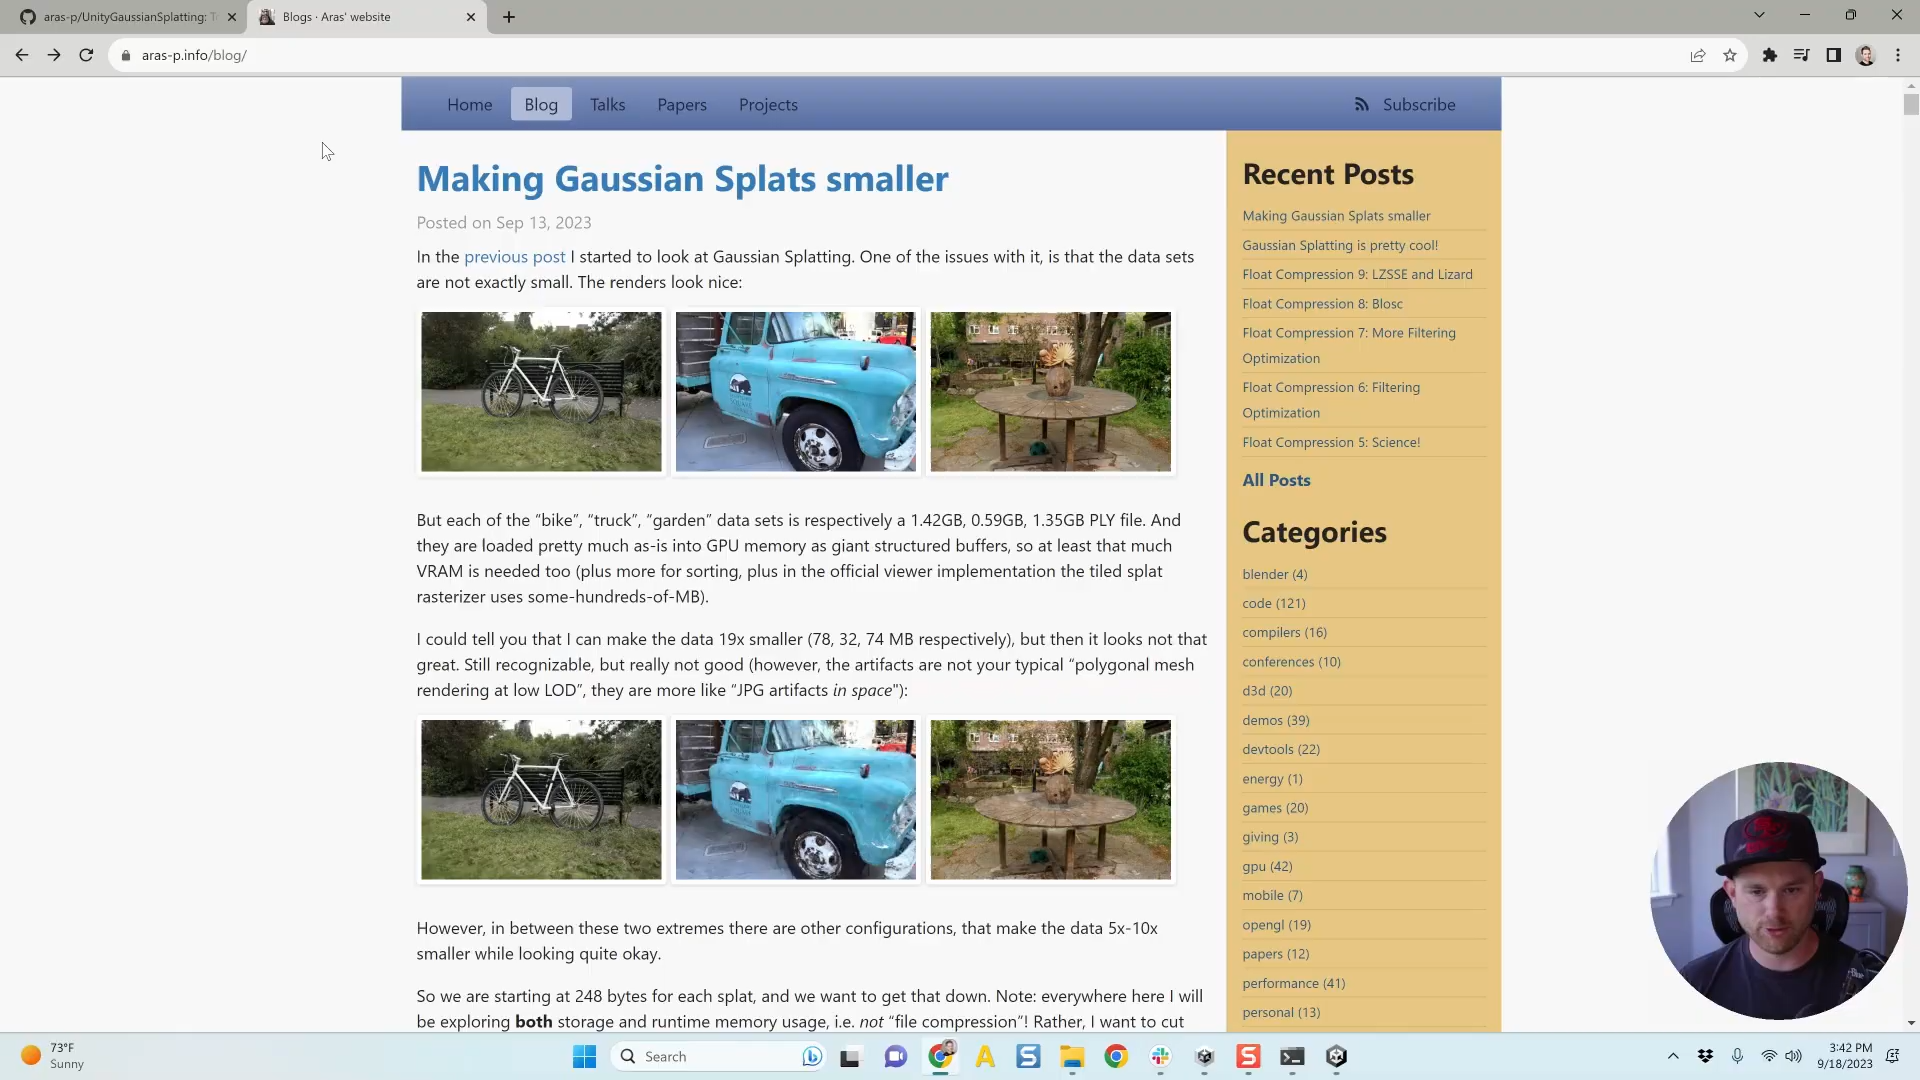 aras-p/UnityGaussianSplatting: T
Blogs · Aras' website
aras-p.info/blog/
Home
Blog
Talks
Papers
Projects
Subscribe
Making Gaussian Splats smaller
Posted on Sep 13, 2023
In the previous post I started to look at Gaussian Splatting. One of the issues with it, is that the data sets
are not exactly small. The renders look nice:
But each of the “bike”, “truck”, “garden” data sets is respectively a 1.42GB, 0.59GB, 1.35GB PLY file. And
they are loaded pretty much as-is into GPU memory as giant structured buffers, so at least that much
VRAM is needed too (plus more for sorting, plus in the official viewer implementation the tiled splat
rasterizer uses some-hundreds-of-MB).
I could tell you that I can make the data 19x smaller (78, 32, 74 MB respectively), but then it looks not that
great. Still recognizable, but really not good (however, the artifacts are not your typical “polygonal mesh
rendering at low LOD”, they are more like “JPG artifacts in space"):
However, in between these two extremes there are other configurations, that make the data 5x-10x
smaller while looking quite okay.
So we are starting at 248 bytes for each splat, and we want to get that down. Note: everywhere here I will
be exploring both storage and runtime memory usage, i.e. not “file compression”! Rather, I want to cut
Recent Posts
Making Gaussian Splats smaller
Gaussian Splatting is pretty cool!
Float Compression 9: LZSSE and Lizard
Float Compression 8: Blosc
Float Compression 7: More Filtering
Optimization
Float Compression 6: Filtering
Optimization
Float Compression 5: Science!
All Posts
Categories
blender (4)
code (121)
compilers (16)
conferences (10)
d3d (20)
demos (39)
devtools (22)
energy (1)
games (20)
giving (3)
gpu (42)
mobile (7)
opengl (19)
papers (12)
performance (41)
personal (13)
73°F
Sunny
Search
3:42 PM
9/18/2023